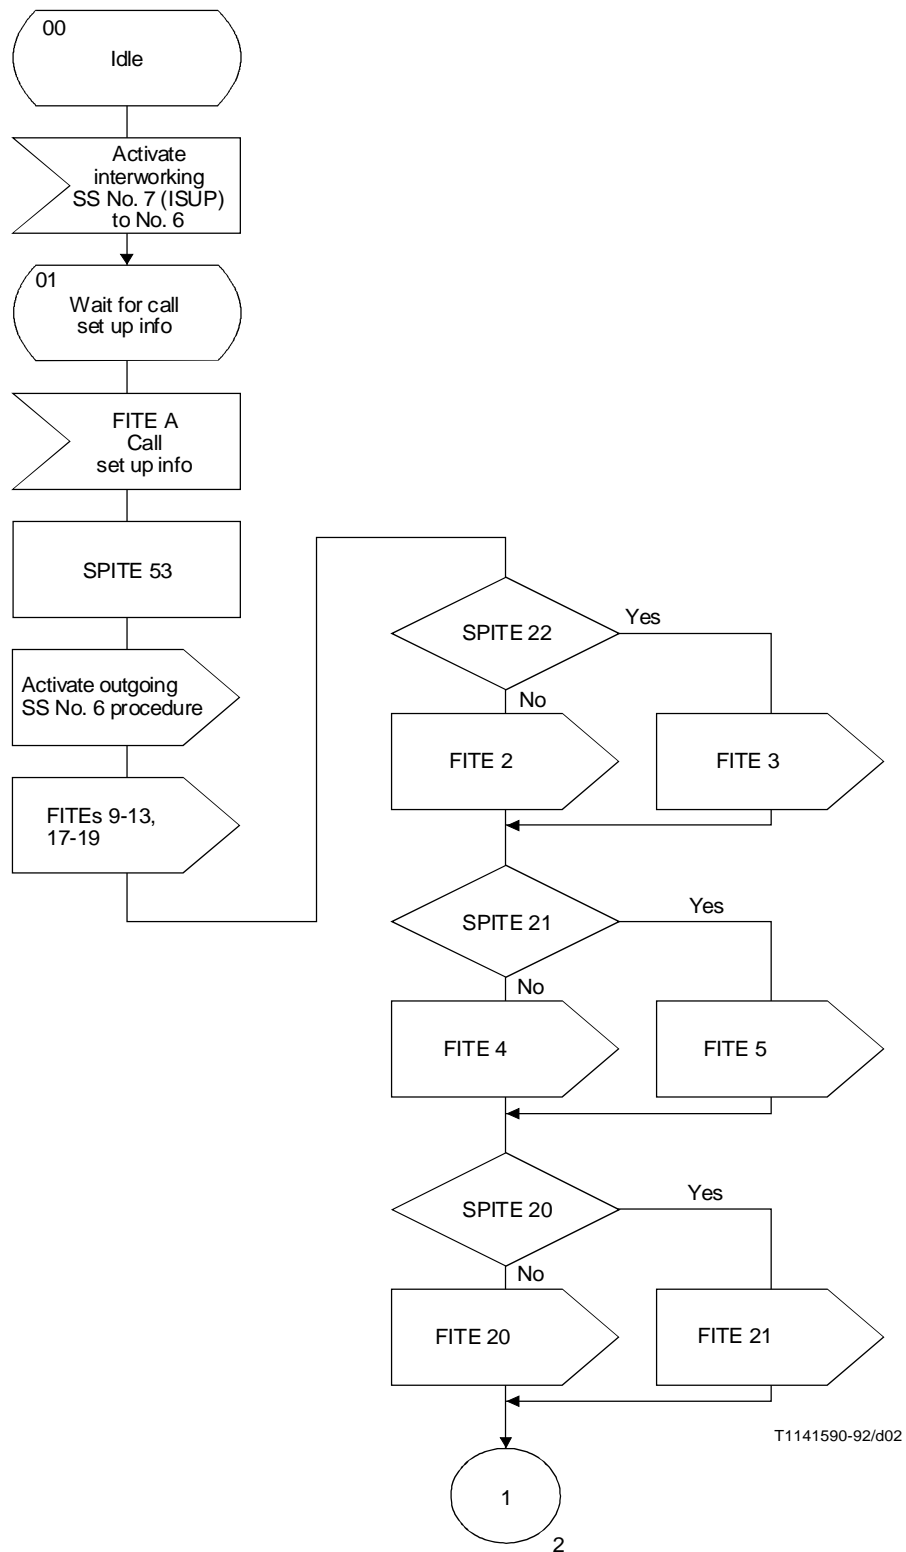 00
Idle
Activate
interworking
SS No. 7 (ISUP)
to No. 6
01
Wait for call
set up info
FITE A
Call
set up info
SPITE 53
Activate outgoing
SS No. 6 procedure
FITEs 9-13,
17-19
SPITE 22
Yes
No
FITE 2
FITE 3
SPITE 21
Yes
No
FITE 4
FITE 5
SPITE 20
Yes
No
FITE 20
FITE 21
T1141590-92/d02
1
2